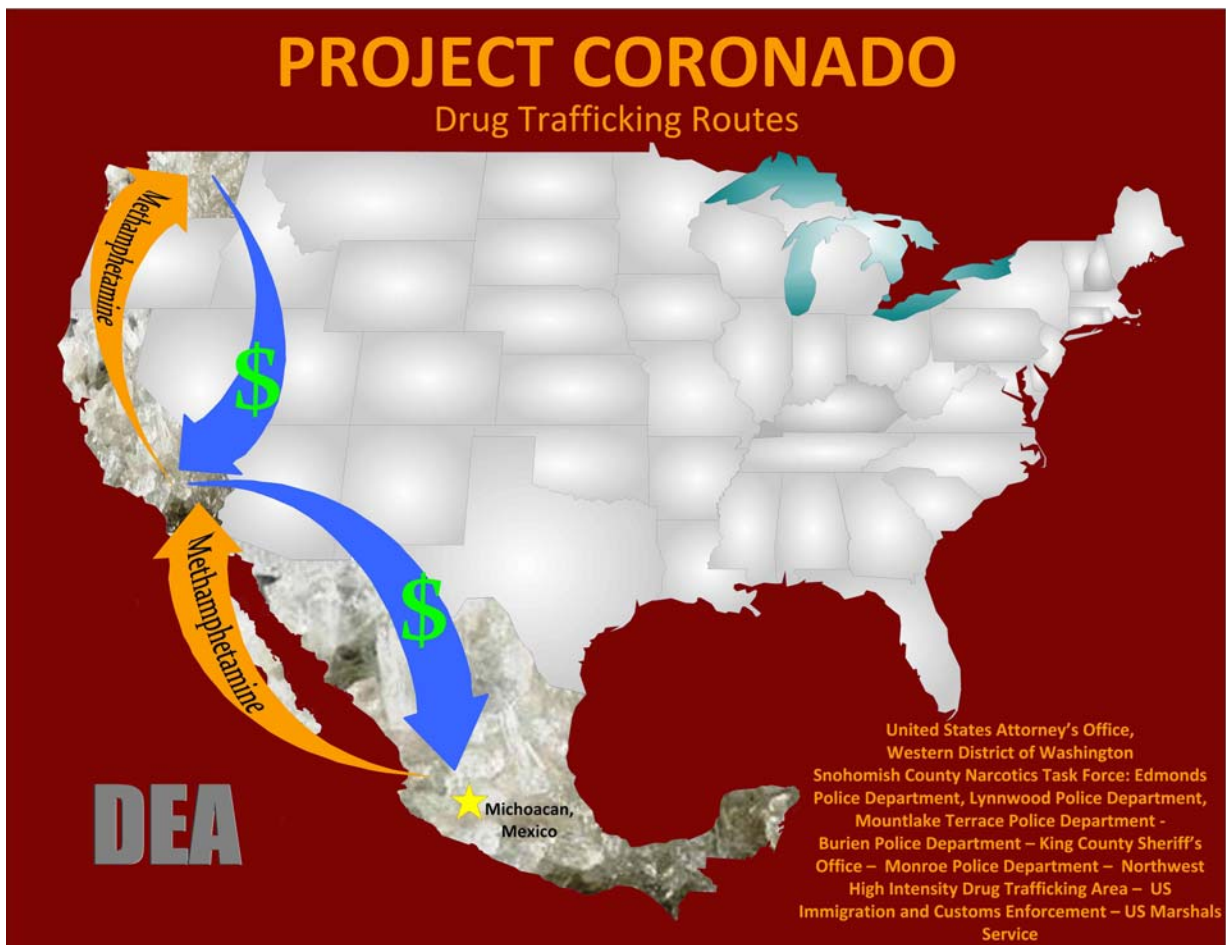 PROJECT CORONADO
Drug Trafficking Routes
Methamphetamine
$
$
Methamphetamine
Michoacan,
Mexico
DEA
United States Attorney’s Office,
Western District of Washington
Snohomish County Narcotics Task Force: Edmonds
Police Department, Lynnwood Police Department,
Mountlake Terrace Police Department -
Burien Police Department – King County Sheriff’s
Office – Monroe Police Department – Northwest
High Intensity Drug Trafficking Area – US
Immigration and Customs Enforcement – US Marshals
Service